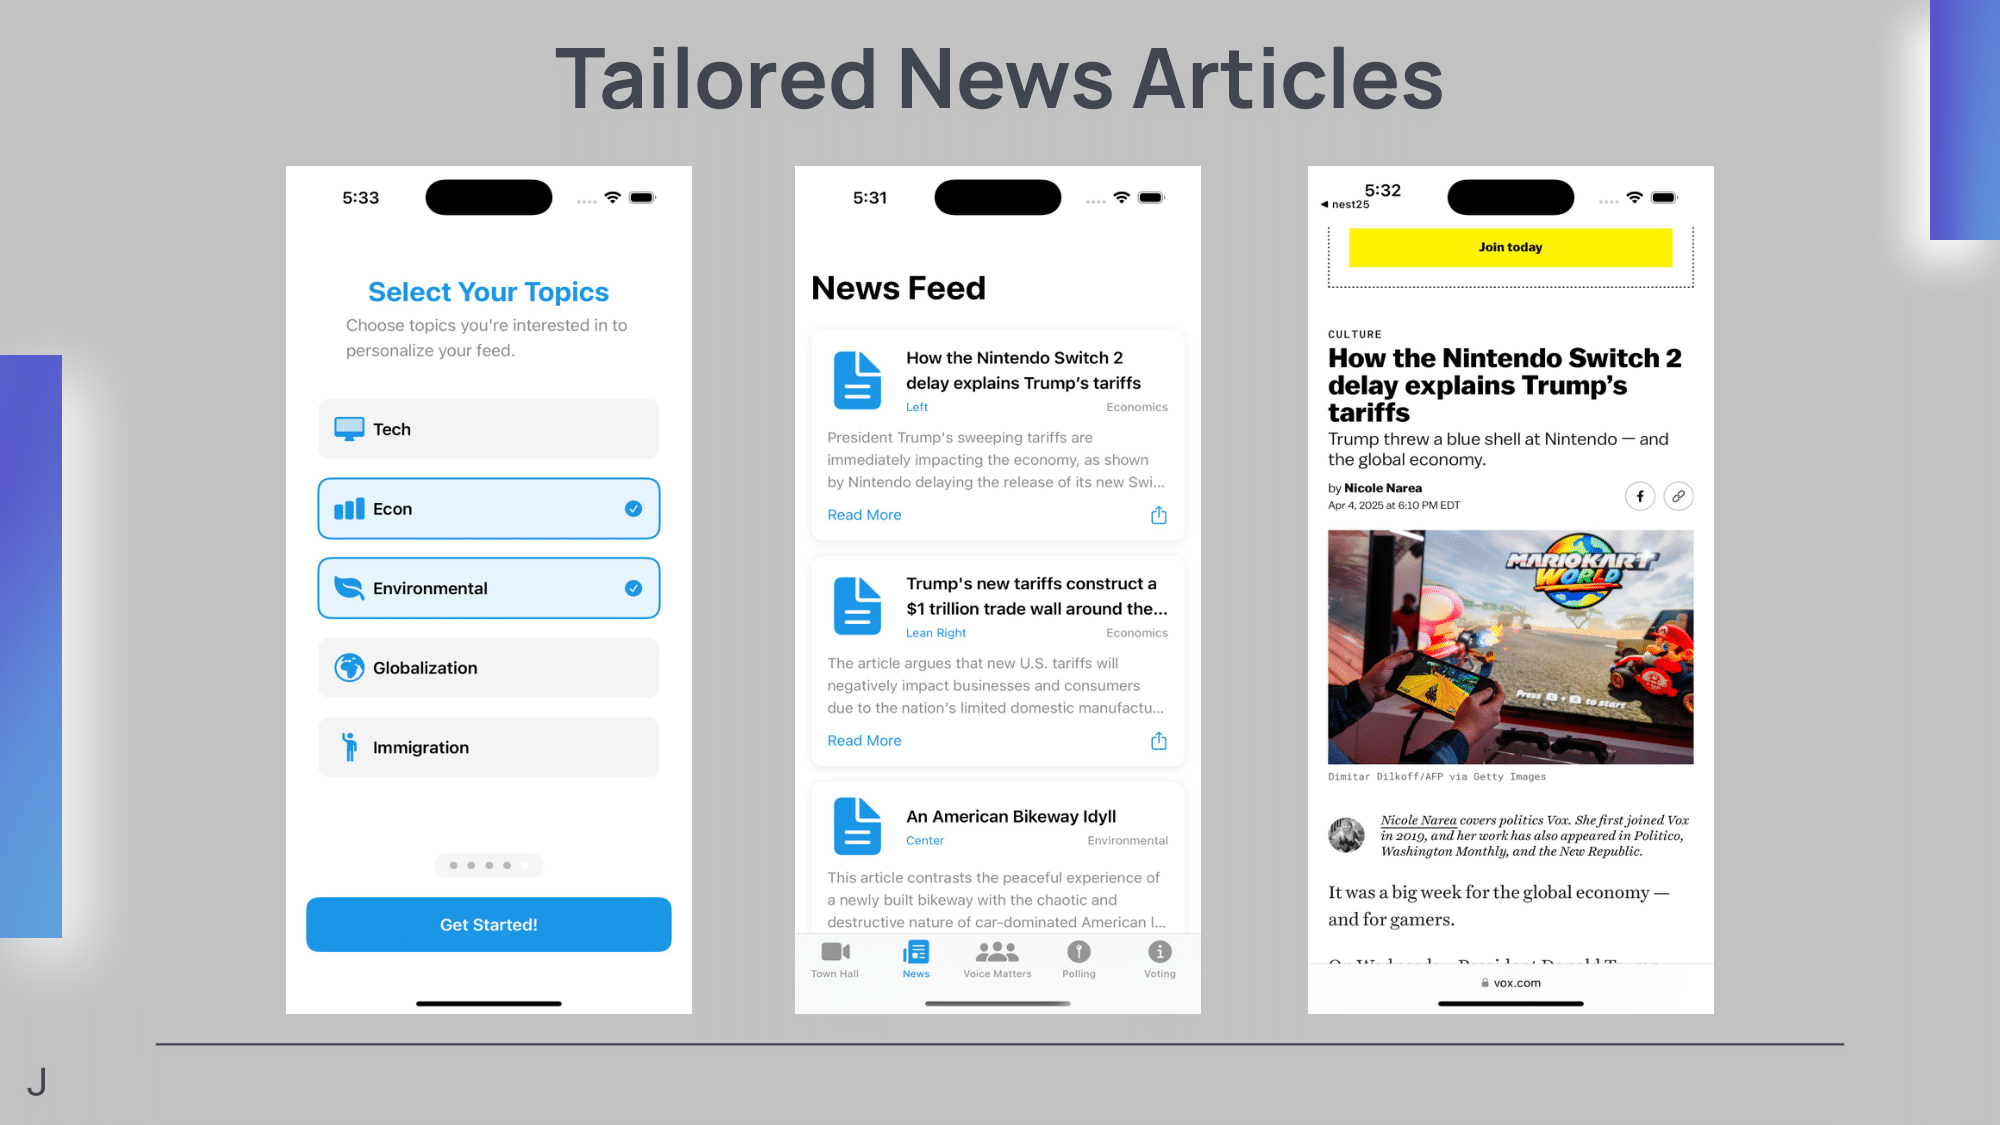 Tailored News Articles
5:33
Select Your Topics
Choose topics you're interested in to
personalize your feed.
Tech
Econ
Environmental
Globalization
Immigration
Get Started!
5:31
News Feed
How the Nintendo Switch 2
delay explains Trump's tariffs
Left
Economics
President Trump's sweeping tariffs are
immediately impacting the economy, as shown
by Nintendo delaying the release of its new Swi...
Read More
Trump's new tariffs construct a
$1 trillion trade wall around the...
Lean Right
Economics
The article argues that new U.S. tariffs will
negatively impact businesses and consumers
due to the nation's limited domestic manufactu...
Read More
An American Bikeway Idyll
Center
Environmental
This article contrasts the peaceful experience of
a newly built bikeway with the chaotic and
destructive nature of car-dominated American l...
Town Hall
News
Voice Matters
Polling
Voting
5:32
◀ nest25
Join today
CULTURE
How the Nintendo Switch 2
delay explains Trump's
tariffs
Trump threw a blue shell at Nintendo — and
the global economy.
by Nicole Narea
Apr 4, 2025 at 6:10 PM EDT
MARIOKART
WORLD
Press L + R to start
Dimitar Dilkoff/AFP via Getty Images
Nicole Narea covers politics Vox. She first joined Vox
in 2019, and her work has also appeared in Politico,
Washington Monthly, and the New Republic.
It was a big week for the global economy —
and for gamers.
On Wednesday, President Donald Trump
vox.com
J